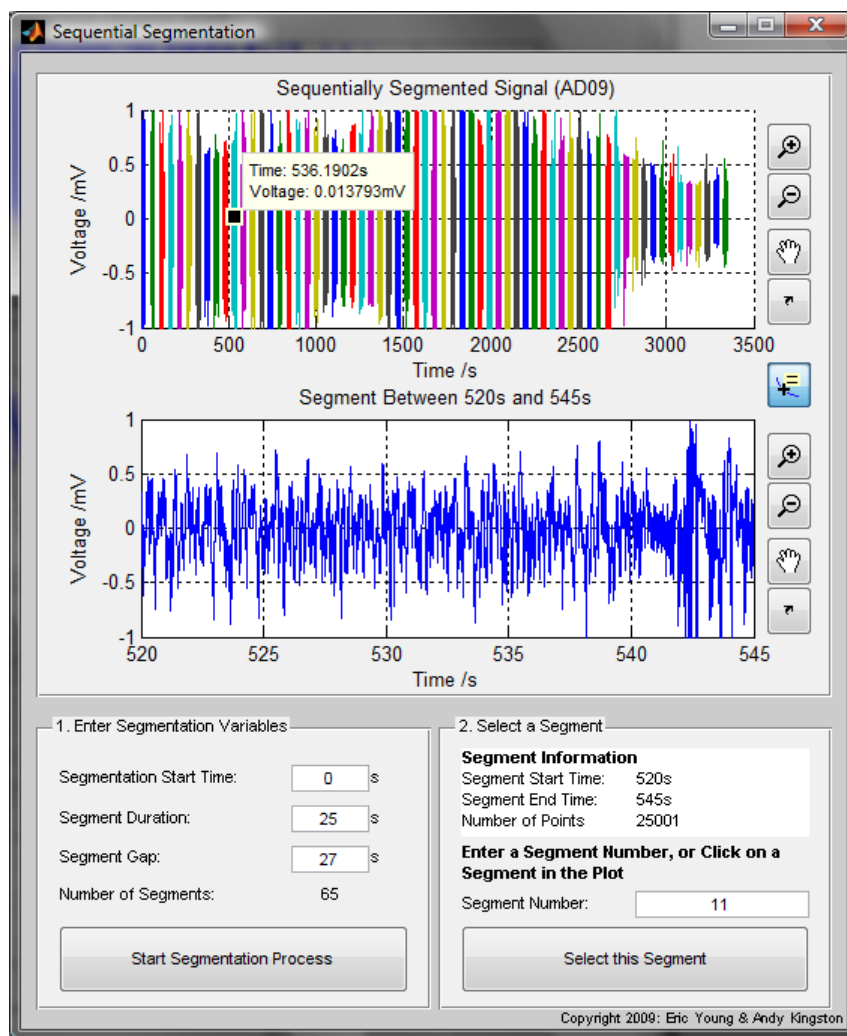 Sequential Segmentation
Sequentially Segmented Signal (AD09)
Voltage /mV
1
0.5
0
-0.5
-1
Time: 536.1902s
Voltage: 0.013793mV
0 500 1000 1500 2000 2500 3000 3500
Time /s
Segment Between 520s and 545s
Voltage /mV
1
0.5
0
-0.5
-1
520 525 530 535 540 545
Time /s
1. Enter Segmentation Variables
Segmentation Start Time: 0 s
Segment Duration: 25 s
Segment Gap: 27 s
Number of Segments: 65
Start Segmentation Process
2. Select a Segment
Segment Information
Segment Start Time: 520s
Segment End Time: 545s
Number of Points 25001
Enter a Segment Number, or Click on a
Segment in the Plot
Segment Number: 11
Select this Segment
Copyright 2009: Eric Young & Andy Kingston